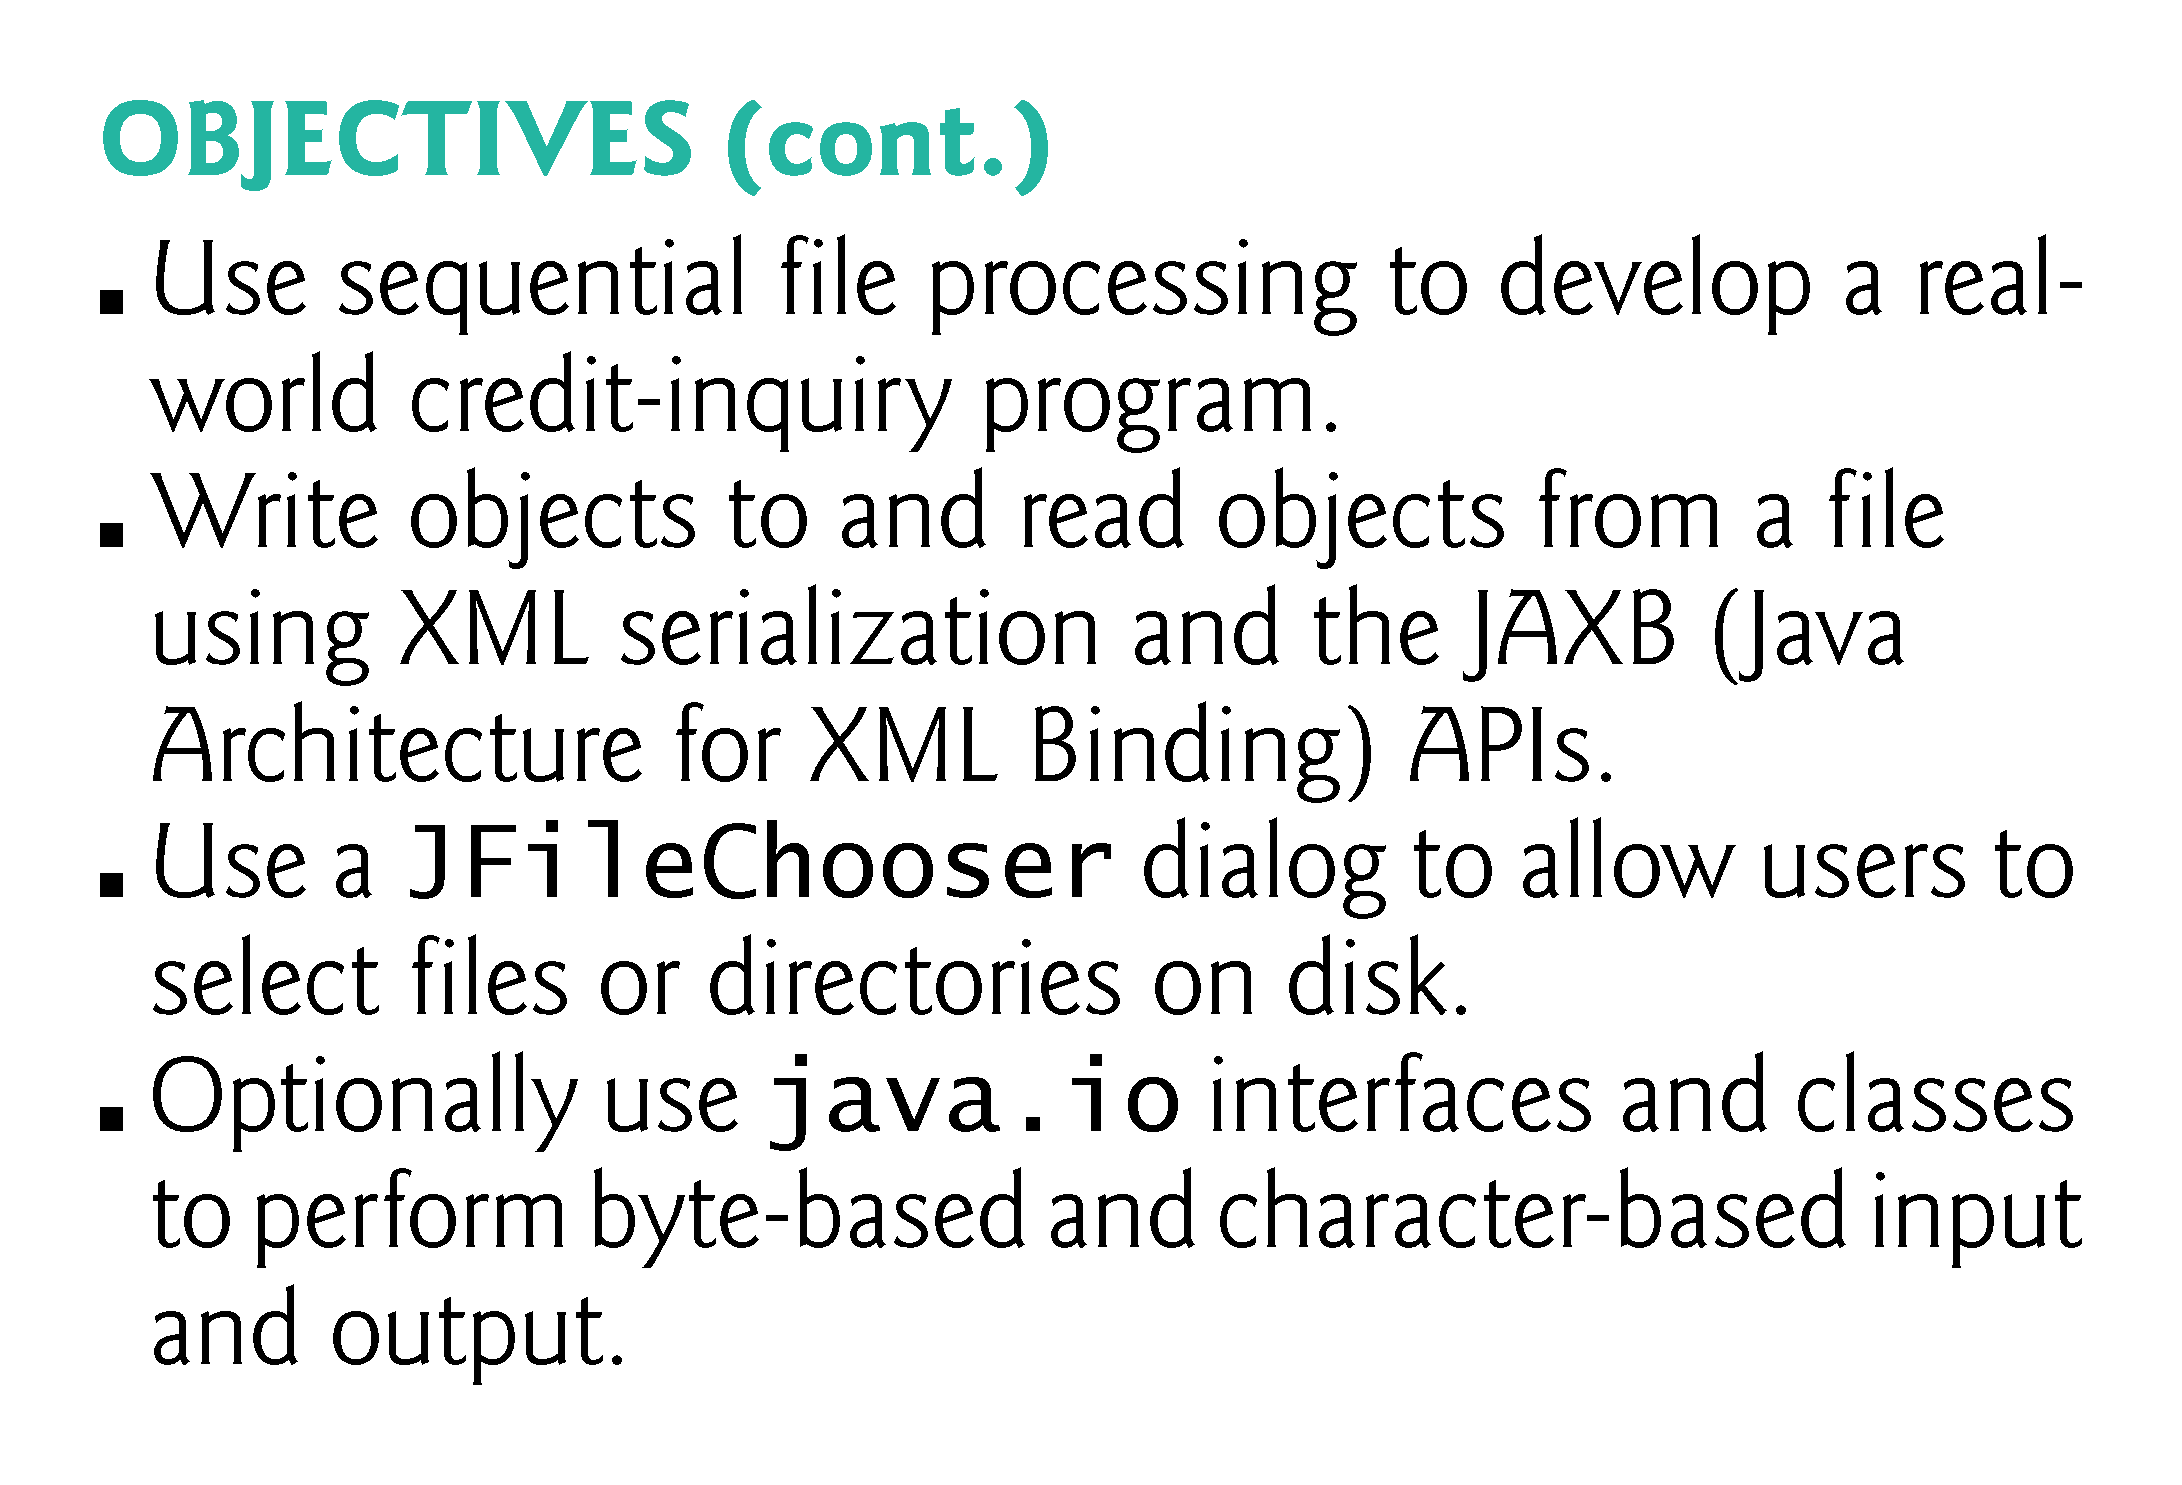 OBJECTIVES (cont.)
▪ Use sequential file processing to develop a real-
world credit-inquiry program.
▪ Write objects to and read objects from a file
using XML serialization and the JAXB (Java
Architecture for XML Binding) APIs.
▪ Use a JFileChooser dialog to allow users to
select files or directories on disk.
▪ Optionally use java.io interfaces and classes
to perform byte-based and character-based input
and output.